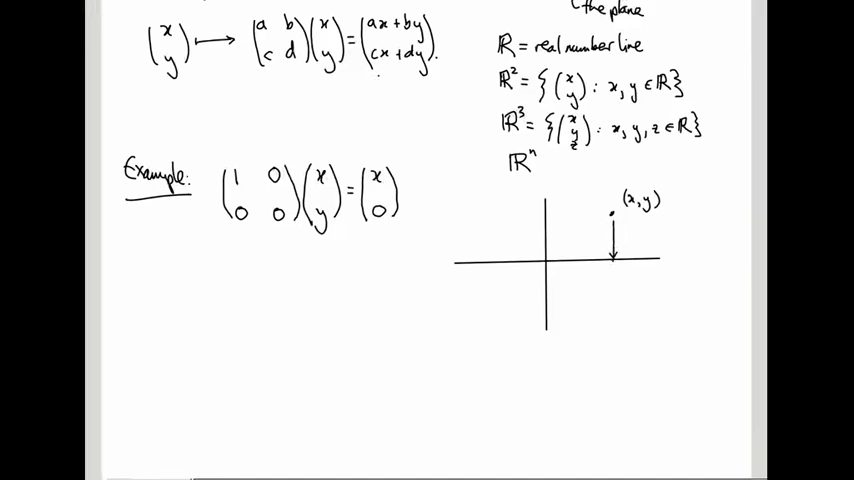 (x y) ↦ (a b c d)(x y) = (ax+by cx+dy).
the plane
ℝ = real number line
ℝ² = {(x y) : x, y ∈ ℝ}
ℝ³ = {(x y z) : x, y, z ∈ ℝ}
ℝⁿ
Example:
(1 0 0 0)(x y) = (x 0)
(x, y)